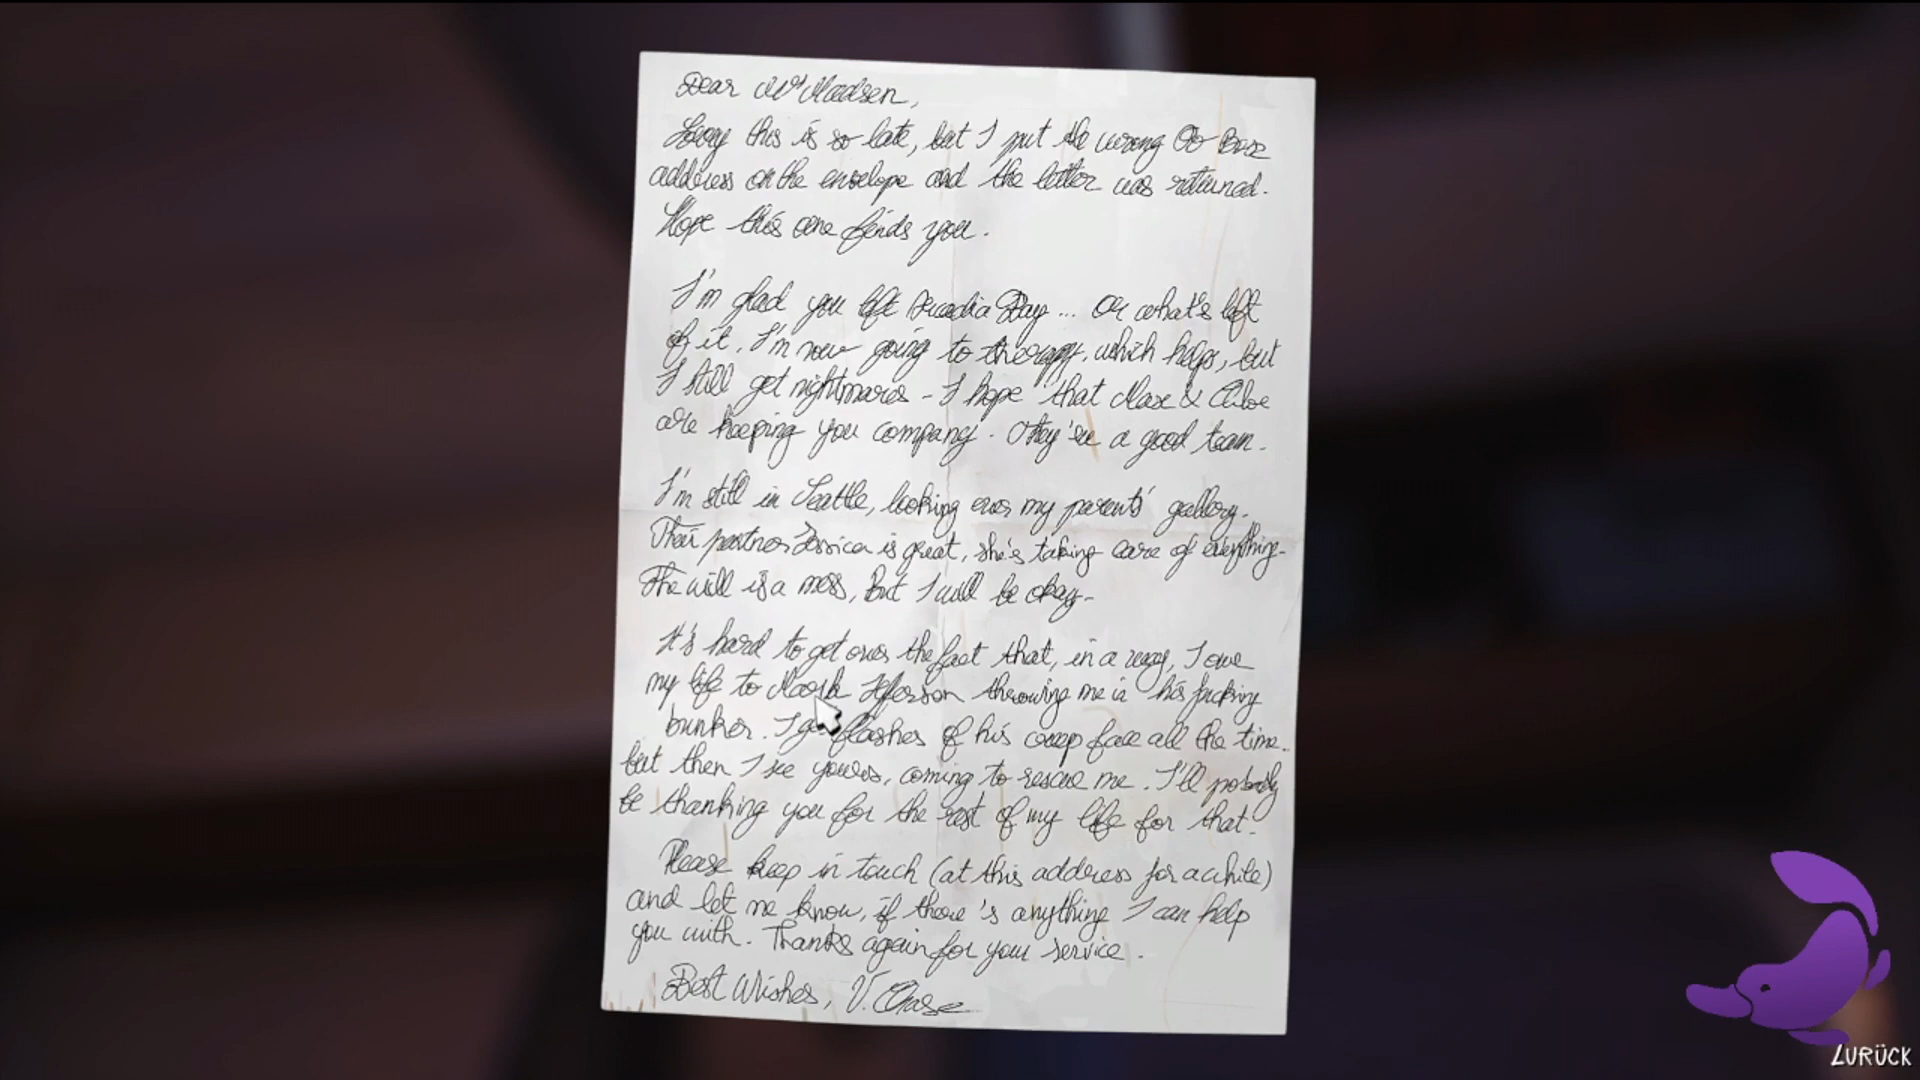 Dear Mr Madsen,
Sorry this is so late, but I put the wrong PO Box
address on the envelope and the letter was returned.
Hope this one finds you.
I'm glad you left Arcadia Bay... Or what's left
of it. I'm now going to therapy, which helps, but
I still get nightmares - I hope that Max & Chloe
are keeping you company. They're a good team.
I'm still in Seattle, looking over my parents' gallery.
Their partner Jessica is great, she's taking care of everything.
The will is a mess, But I will be okay.
It's hard to get over the fact that, in a way, I owe
my life to Mark Jefferson throwing me in his fucking
bunker. I get flashes of his creep face all the time.
but then I see yours, coming to rescue me. I'll probably
be thanking you for the rest of my life for that.
Please keep in touch (at this address for a while)
and let me know, if there's anything I can help
you with. Thanks again for your service.
Best Wishes, V. Chase
ZURÜCK